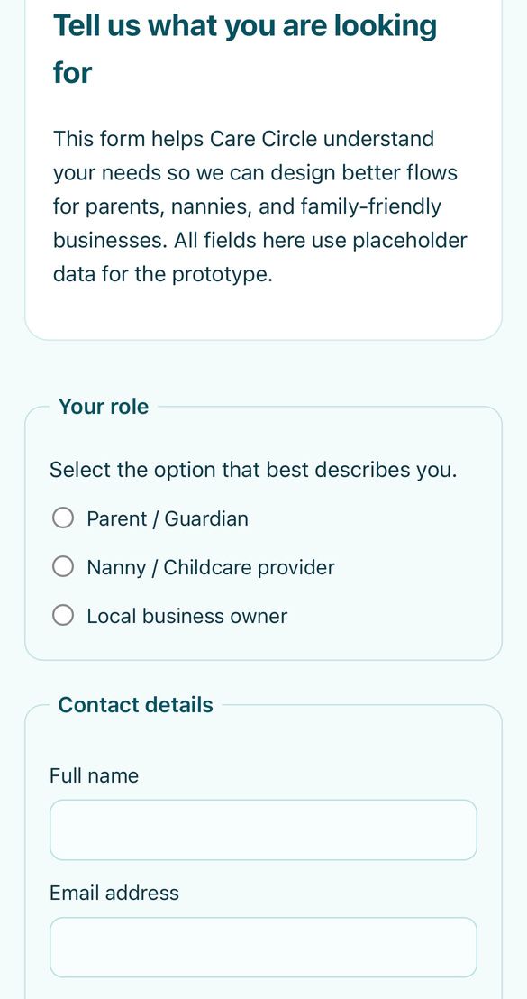 Tell us what you are looking
for
This form helps Care Circle understand
your needs so we can design better flows
for parents, nannies, and family-friendly
businesses. All fields here use placeholder
data for the prototype.
Your role
Select the option that best describes you.
Parent / Guardian
Nanny / Childcare provider
Local business owner
Contact details
Full name
Email address